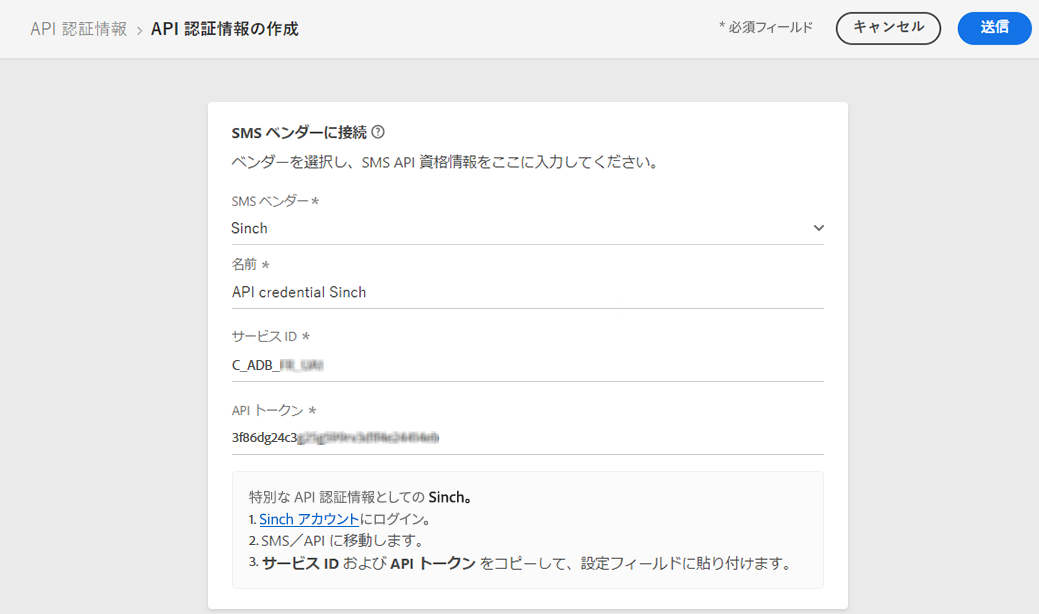 API 認証情報 › API 認証情報の作成
* 必須フィールド
キャンセル
送信
SMS ベンダーに接続 ?
ベンダーを選択し、SMS API 資格情報をここに入力してください。
SMS ベンダー*
Sinch
名前 *
API credential Sinch
サービス ID *
C_ADB_
API トークン *
3f86dg24c3
特別な API 認証情報としての Sinch。
1. Sinch アカウントにログイン。
2. SMS／API に移動します。
3. サービス ID および API トークン をコピーして、設定フィールドに貼り付けます。